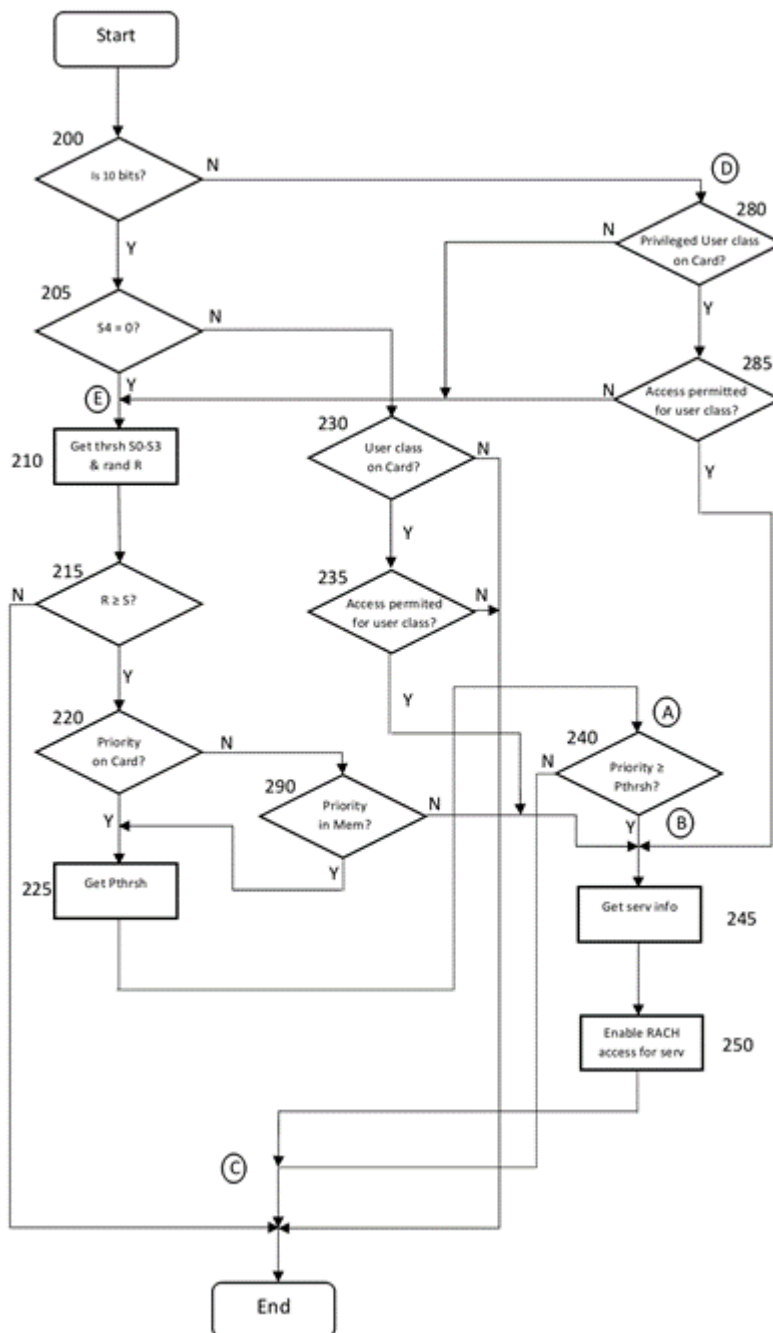 Start
200
Is 10 bits?
N
D
280
Privileged User class
on Card?
N
Y
Y
205
S4 = 0?
N
285
Access permitted
for user class?
N
Y
E
Y
210
Get thrsh S0-S3
& rand R
230
User class
on Card?
N
Y
215
R ≥ S?
N
Y
235
Access permited
for user class?
N
Y
220
Priority
on Card?
N
Y
290
Priority
in Mem?
N
Y
A
240
Priority ≥
Pthrsh?
N
Y
B
225
Get Pthrsh
Get serv info
245
Enable RACH
access for serv
250
C
End